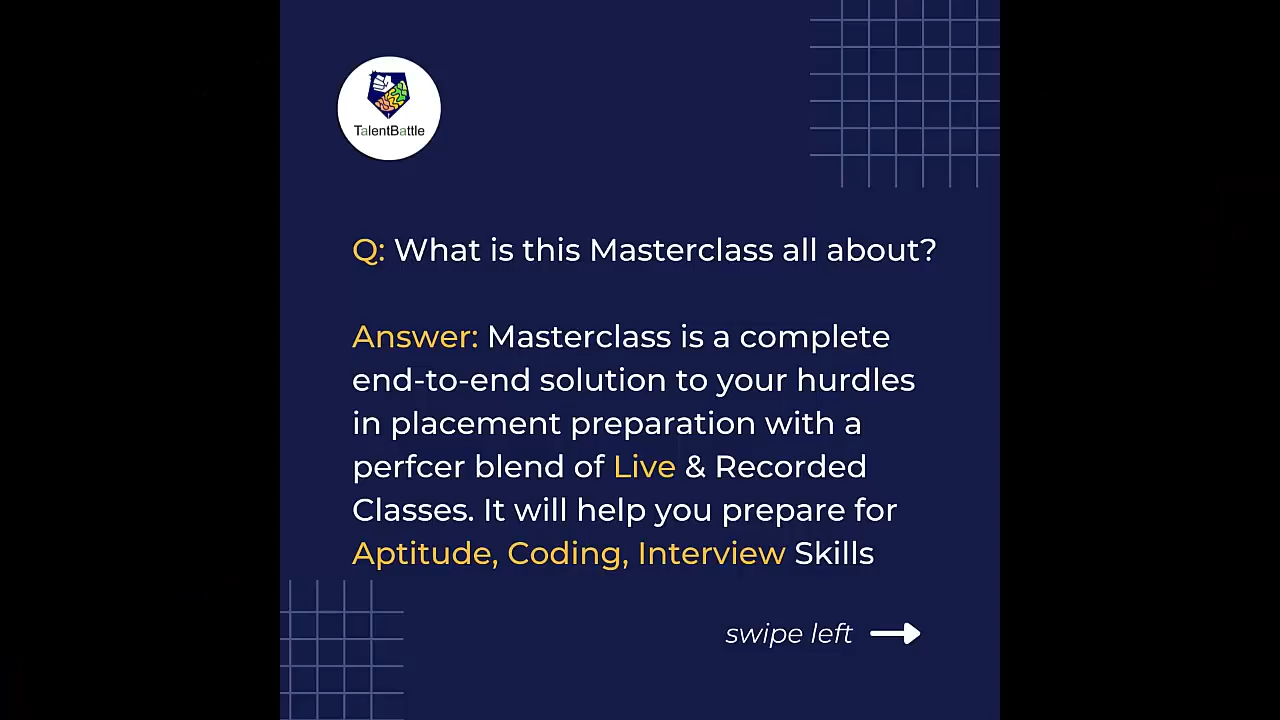 TalentBattle
Q: What is this Masterclass all about?
Answer: Masterclass is a complete
end-to-end solution to your hurdles
in placement preparation with a
perfcer blend of Live & Recorded
Classes. It will help you prepare for
Aptitude, Coding, Interview Skills
swipe left